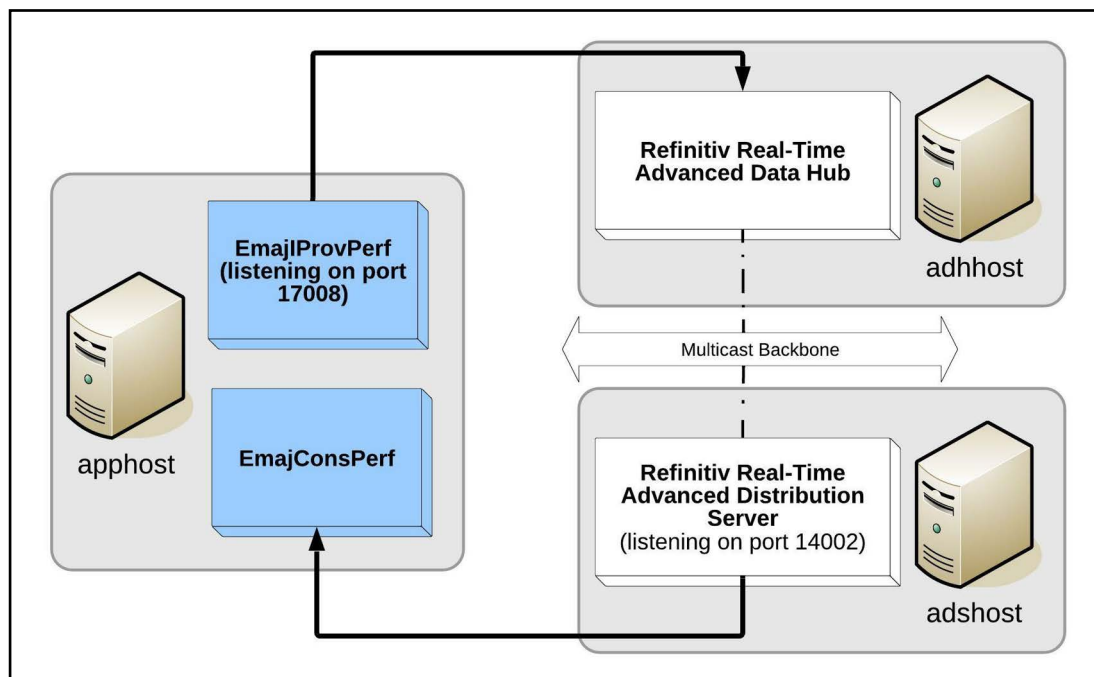 Refinitiv Real-Time
Advanced Data Hub
adhhost
EmajIProvPerf
(listening on port
17008)
EmajConsPerf
apphost
Multicast Backbone
Refinitiv Real-Time
Advanced Distribution
Server
(listening on port 14002)
adshost